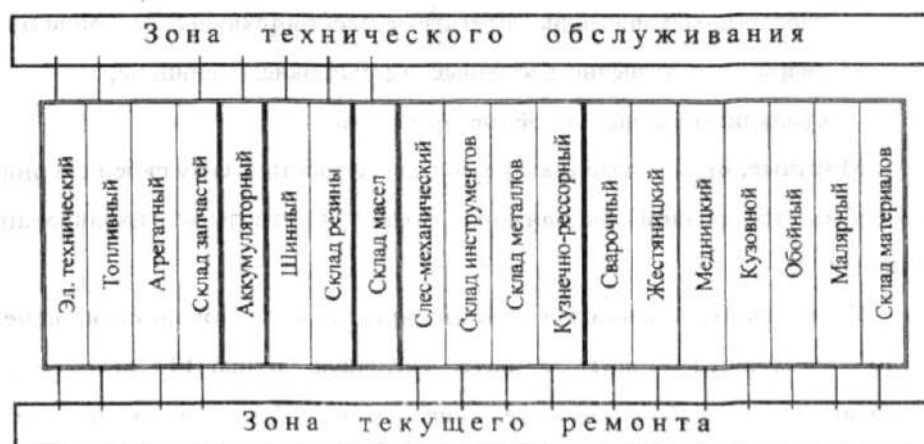 Зона технического обслуживания
Эл. технический
Топливный
Агрегатный
Склад запчастей
Аккумуляторный
Шинный
Склад резины
Склад масел
Слес-механический
Склад инструментов
Склад металлов
Кузнечно-рессорный
Сварочный
Жестяницкий
Медницкий
Кузовной
Обойный
Малярный
Склад материалов
Зона текущего ремонта